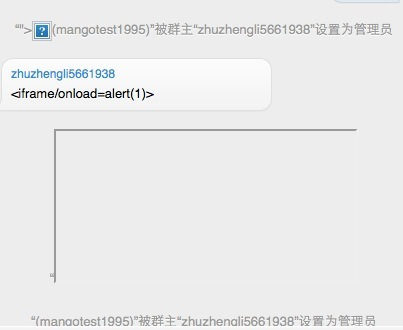 “"">?(mangotest1995)”被群主“zhuzhengli5661938”设置为管理员
zhuzhengli5661938
<iframe/onload=alert(1)>
“
“(mangotest1995)”被群主“zhuzhengli5661938”设置为管理员